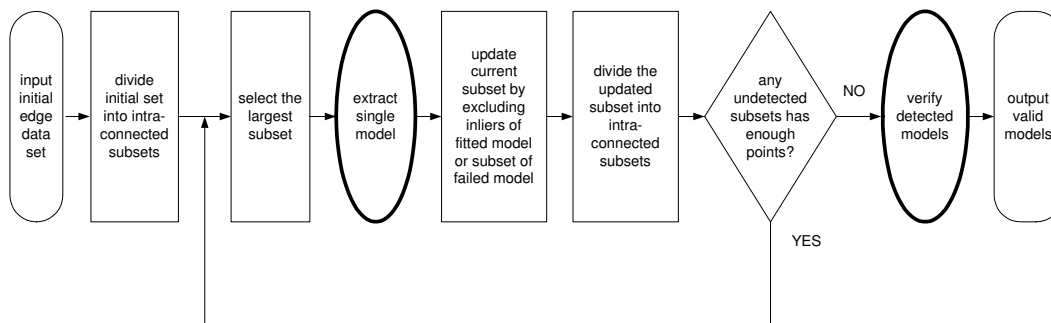 input
initial
edge data
set
divide
initial set
into intra-
connected
subsets
select the
largest
subset
extract
single
model
update
current
subset by
excluding
inliers of
fitted model
or subset of
failed model
divide the
updated
subset into
intra-
connected
subsets
any
undetected
subsets has
enough
points?
NO
YES
verify
detected
models
output
valid
models